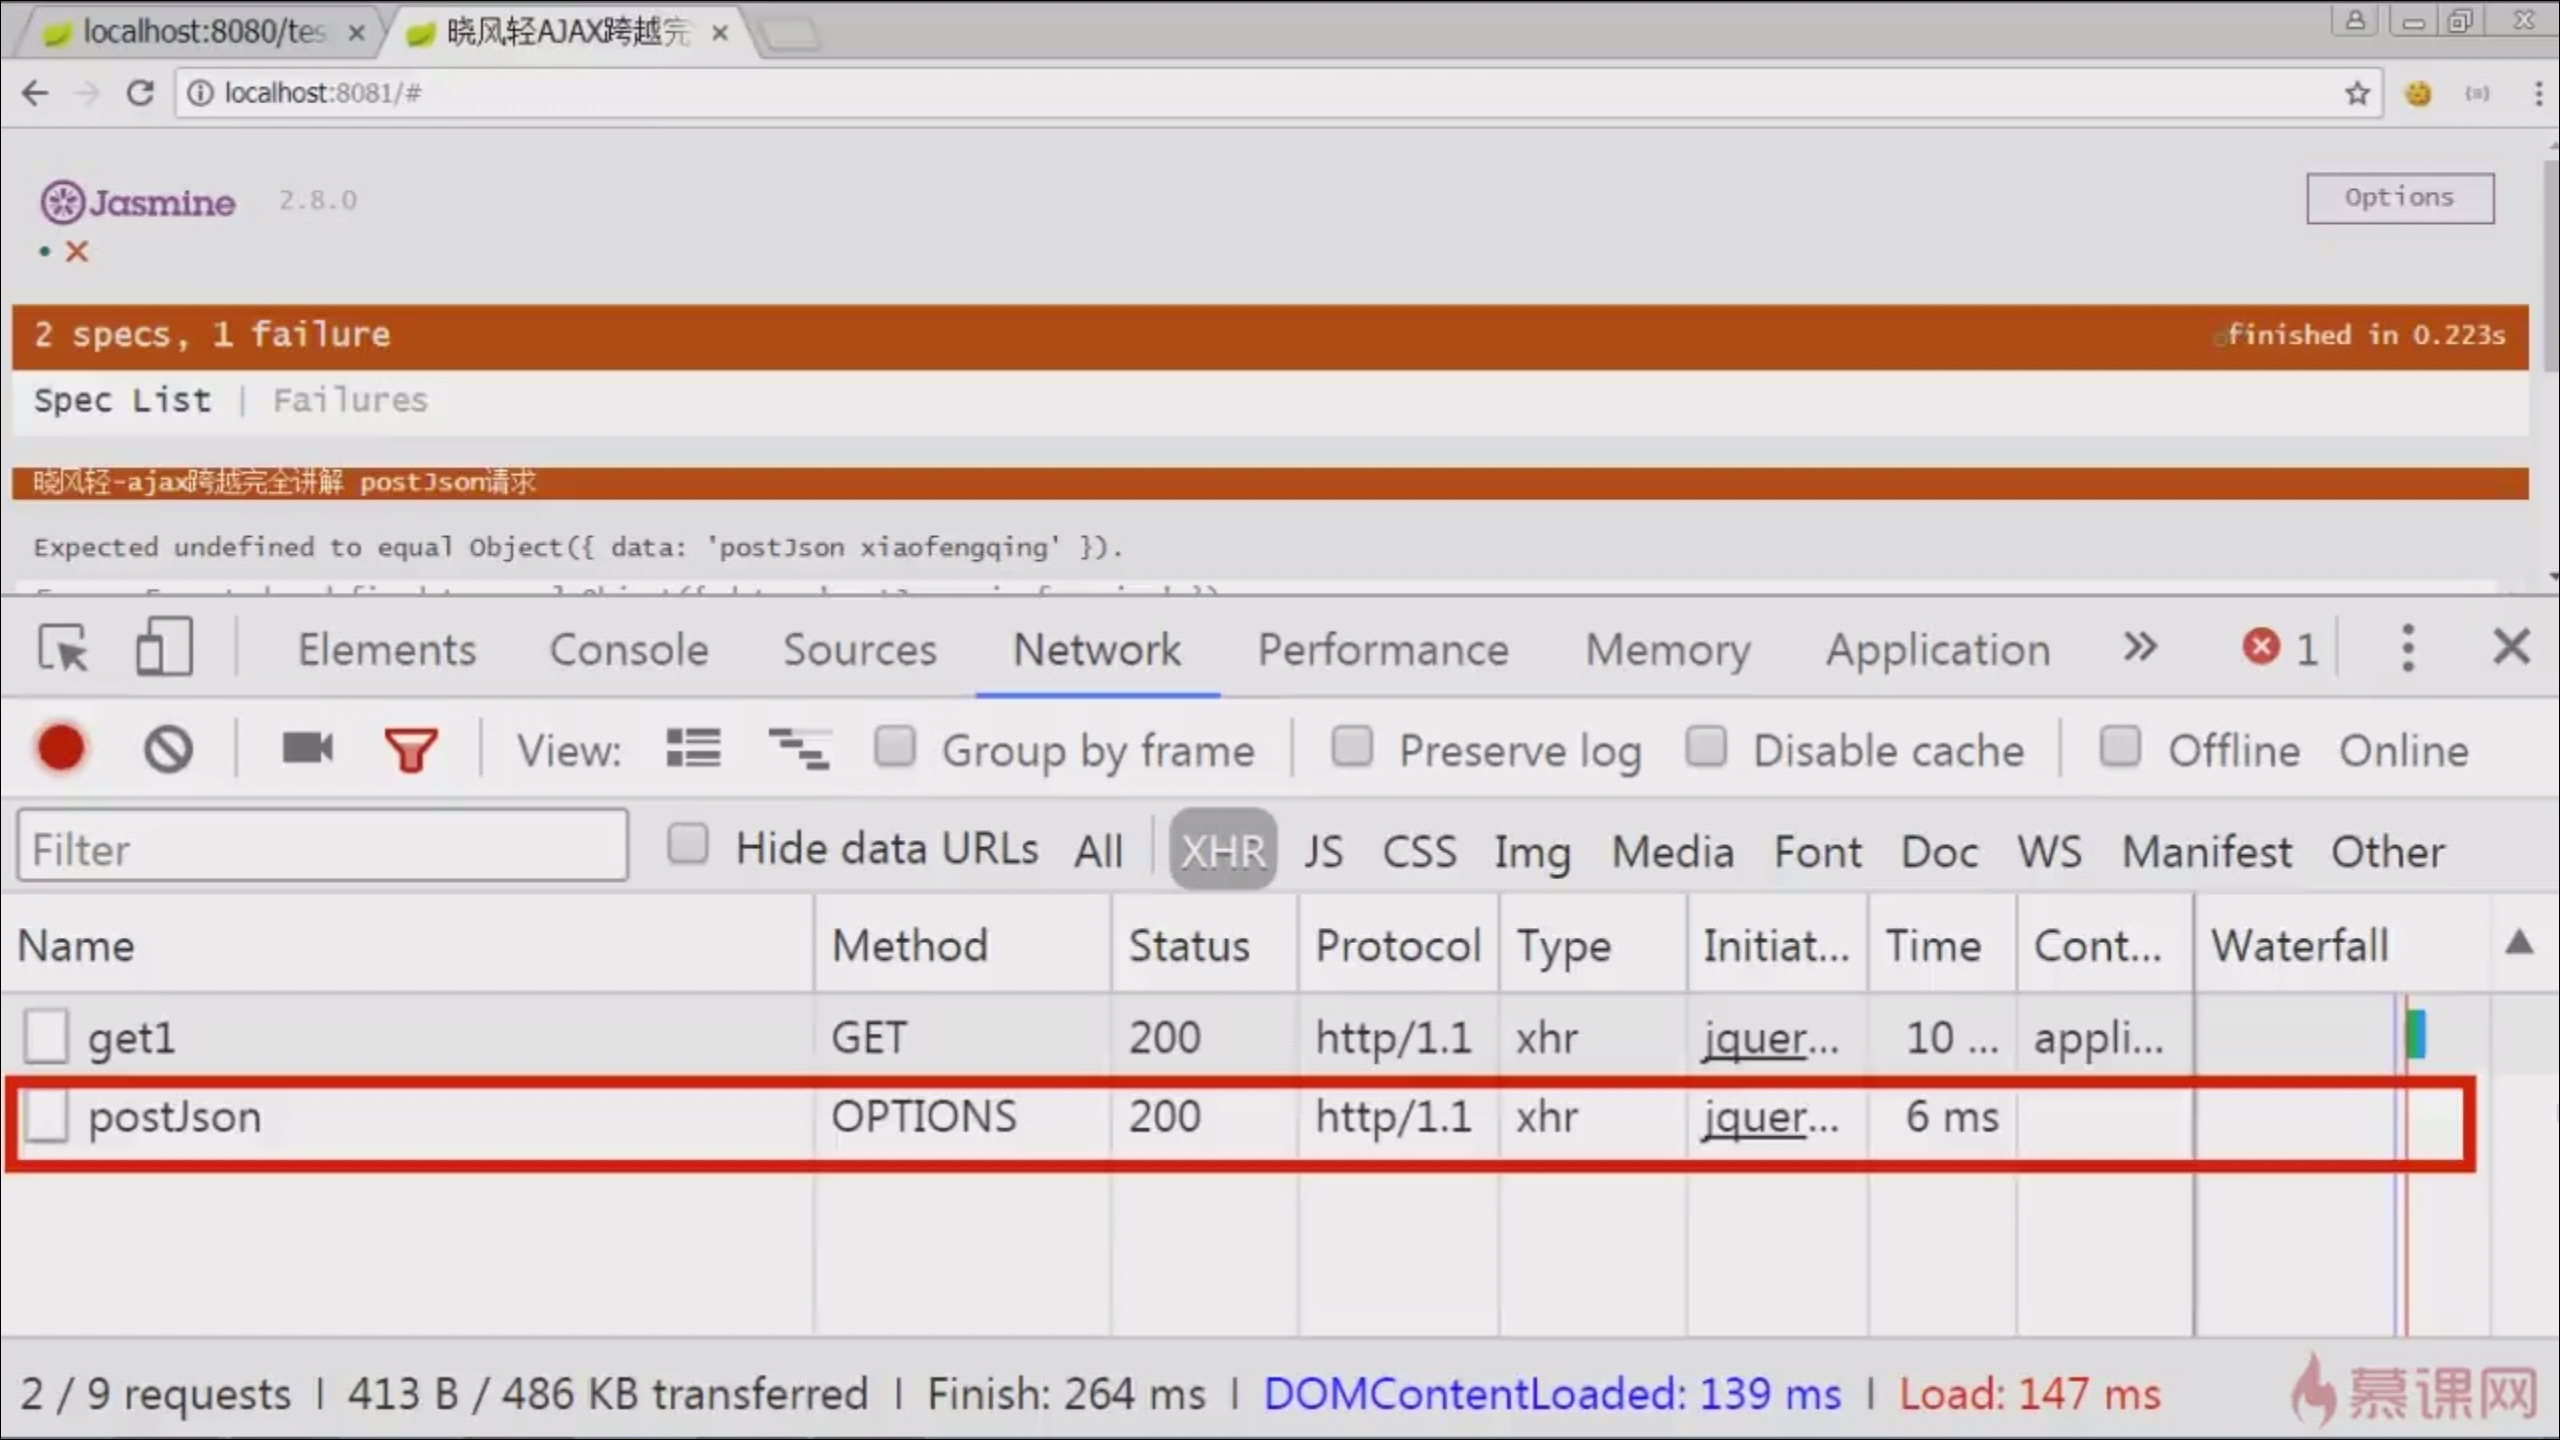 localhost:8080/tes
晓风轻AJAX跨越完
localhost:8081/#
Jasmine 2.8.0
Options
2 specs, 1 failure
finished in 0.223s
Spec List | Failures
晓风轻-ajax跨越完全讲解 postJson请求
Expected undefined to equal Object({ data: 'postJson xiaofengqing' }).
Elements Console Sources Network Performance Memory Application 1
View: Group by frame Preserve log Disable cache Offline Online
Filter Hide data URLs All XHR JS CSS Img Media Font Doc WS Manifest Other
Name Method Status Protocol Type Initiat... Time Cont... Waterfall
get1 GET 200 http/1.1 xhr jquer... 10 ... appli...
postJson OPTIONS 200 http/1.1 xhr jquer... 6 ms
2 / 9 requests | 413 B / 486 KB transferred | Finish: 264 ms | DOMContentLoaded: 139 ms | Load: 147 ms
慕课网